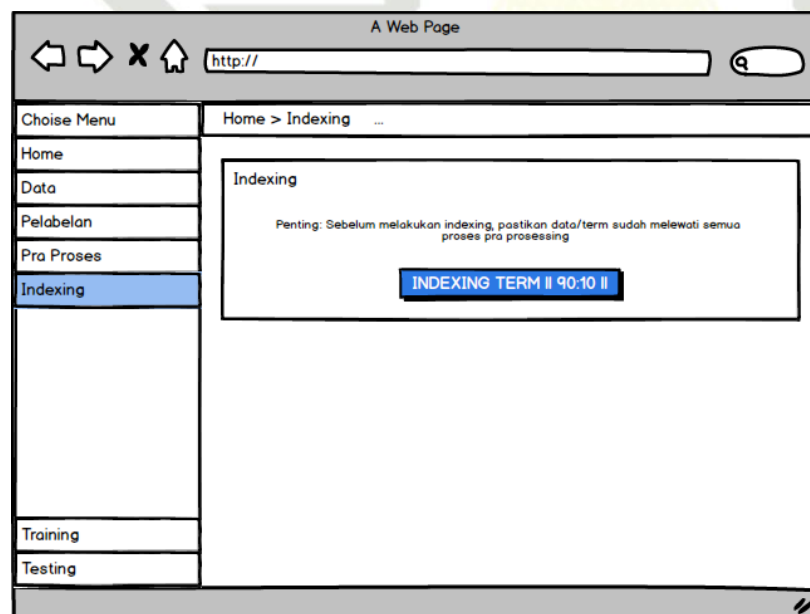 A Web Page
http://
Choise Menu
Home > Indexing ...
Home
Data
Pelabelan
Pra Proses
Indexing
Training
Testing
Indexing
Penting: Sebelum melakukan indexing, pastikan data/term sudah melewati semua
proses pra prosessing
INDEXING TERM || 90:10 ||